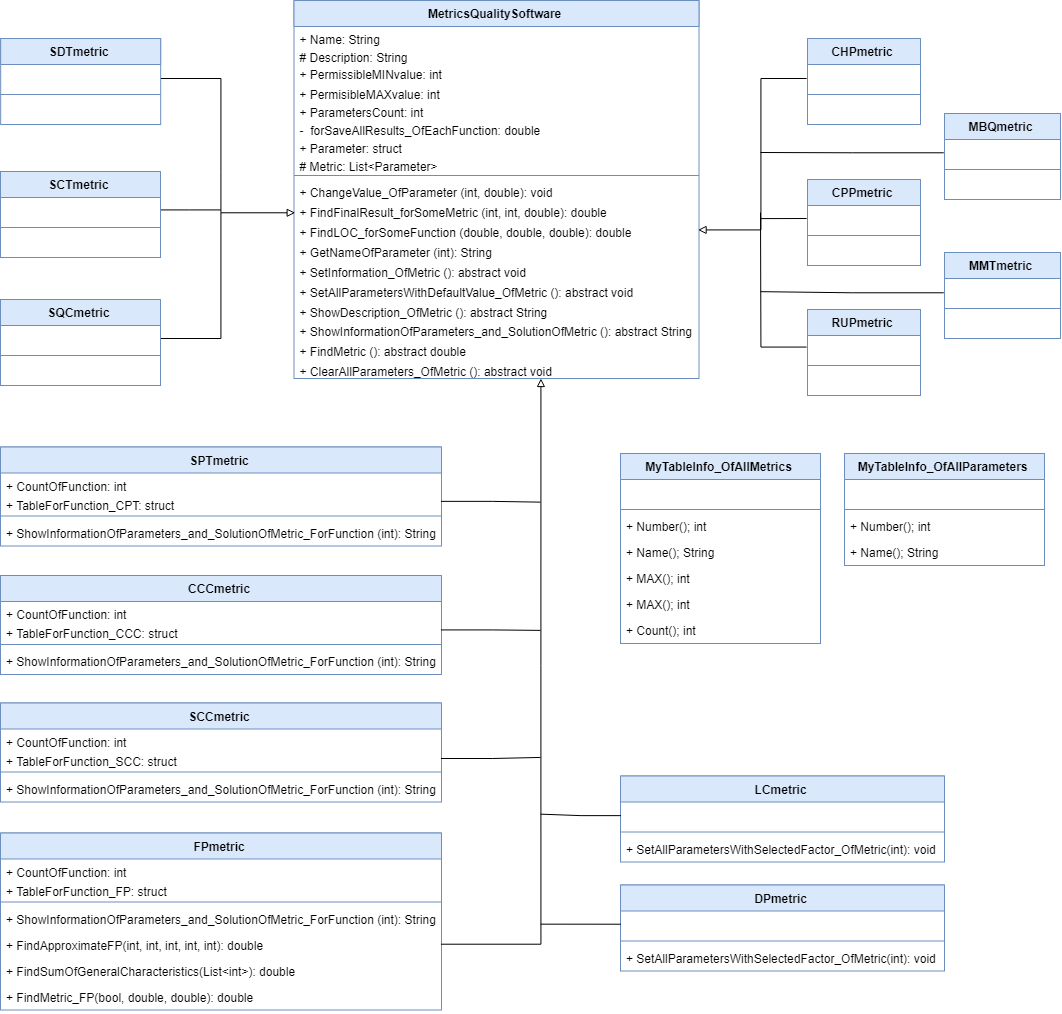 MetricsQualitySoftware
+ Name: String
# Description: String
+ PermissibleMINvalue: int
+ PermisibleMAXvalue: int
+ ParametersCount: int
- forSaveAllResults_OfEachFunction: double
+ Parameter: struct
# Metric: List<Parameter>
+ ChangeValue_OfParameter (int, double): void
+ FindFinalResult_forSomeMetric (int, int, double): double
+ FindLOC_forSomeFunction (double, double, double): double
+ GetNameOfParameter (int): String
+ SetInformation_OfMetric (): abstract void
+ SetAllParametersWithDefaultValue_OfMetric (): abstract void
+ ShowDescription_OfMetric (): abstract String
+ ShowInformationOfParameters_and_SolutionOfMetric (): abstract String
+ FindMetric (): abstract double
+ ClearAllParameters_OfMetric (): abstract void
SDTmetric
SCTmetric
SQCmetric
CHPmetric
MBQmetric
CPPmetric
MMTmetric
RUPmetric
SPTmetric
+ CountOfFunction: int
+ TableForFunction_CPT: struct
+ ShowInformationOfParameters_and_SolutionOfMetric_ForFunction (int): String
CCCmetric
+ CountOfFunction: int
+ TableForFunction_CCC: struct
+ ShowInformationOfParameters_and_SolutionOfMetric_ForFunction (int): String
SCCmetric
+ CountOfFunction: int
+ TableForFunction_SCC: struct
+ ShowInformationOfParameters_and_SolutionOfMetric_ForFunction (int): String
FPmetric
+ CountOfFunction: int
+ TableForFunction_FP: struct
+ ShowInformationOfParameters_and_SolutionOfMetric_ForFunction (int): String
+ FindApproximateFP(int, int, int, int, int): double
+ FindSumOfGeneralCharacteristics(List<int>): double
+ FindMetric_FP(bool, double, double): double
MyTableInfo_OfAllMetrics
+ Number(); int
+ Name(); String
+ MAX(); int
+ MAX(); int
+ Count(); int
MyTableInfo_OfAllParameters
+ Number(); int
+ Name(); String
LCmetric
+ SetAllParametersWithSelectedFactor_OfMetric(int): void
DPmetric
+ SetAllParametersWithSelectedFactor_OfMetric(int): void